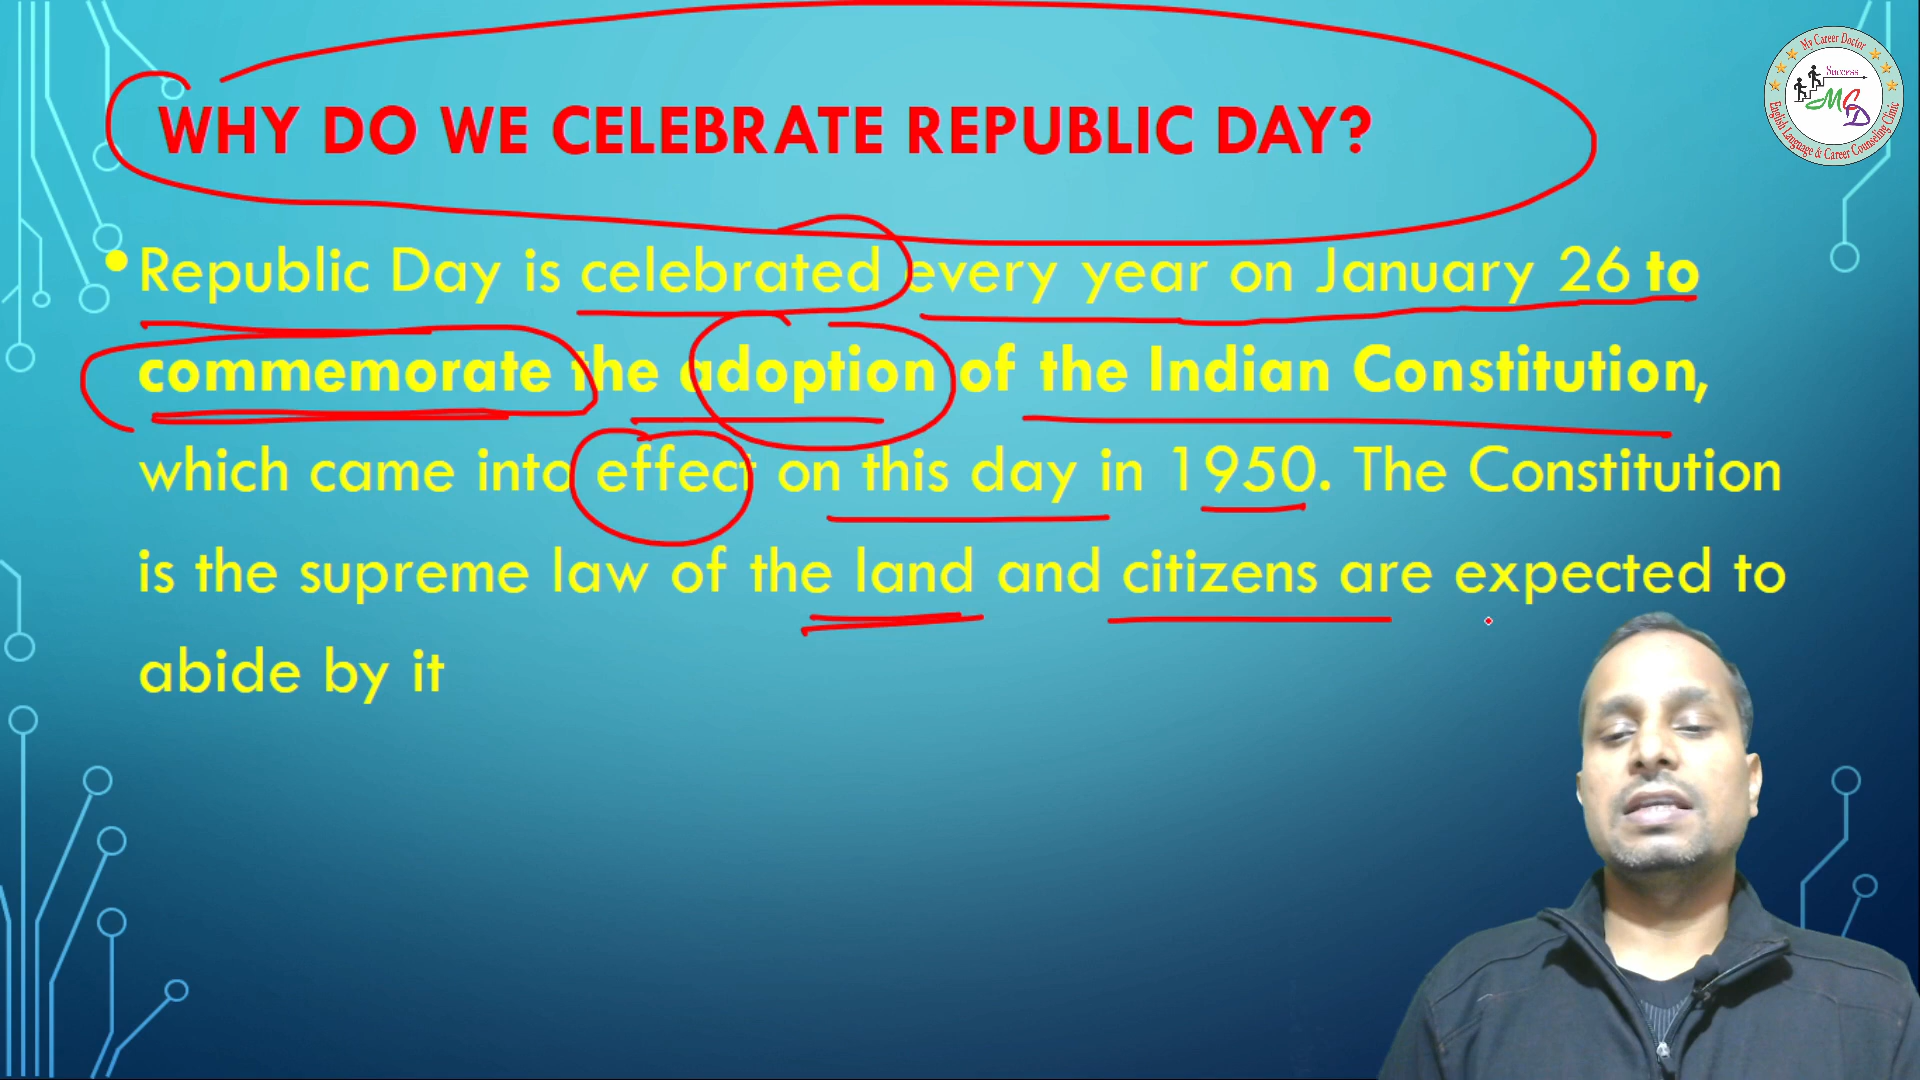 WHY DO WE CELEBRATE REPUBLIC DAY?
My Career Doctor
Success
MCD
English Language & Career Counseling Clinic
• Republic Day is celebrated every year on January 26 to
commemorate the adoption of the Indian Constitution,
which came into effect on this day in 1950. The Constitution
is the supreme law of the land and citizens are expected to
abide by it